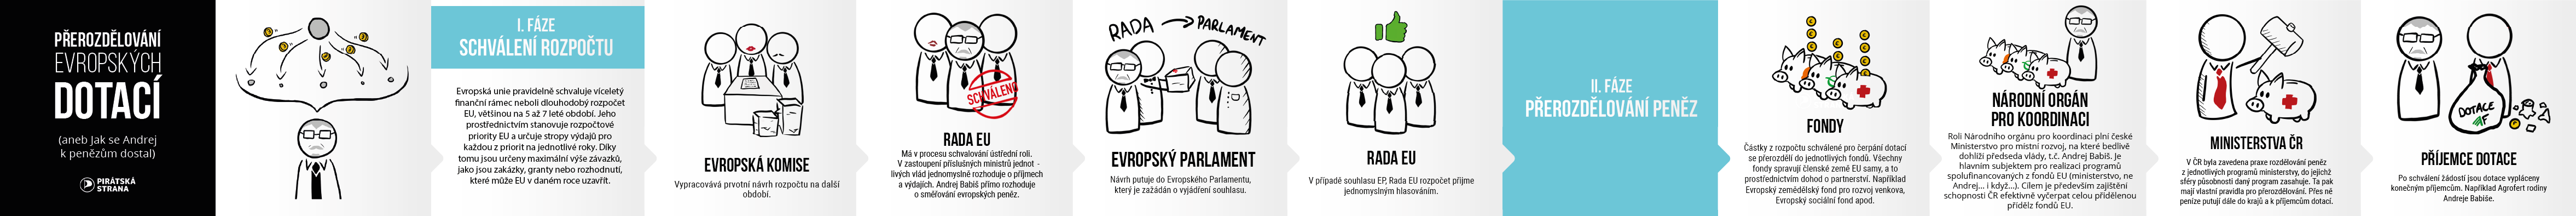 PŘEROZDĚLOVÁNÍ
EVROPSKÝCH
DOTACÍ
(aneb Jak se Andrej
k penězům dostal)
PIRÁTSKÁ
STRANA
I. FÁZE
SCHVÁLENÍ ROZPOČTU
Evropská unie pravidelně schvaluje víceletý
finanční rámec neboli dlouhodobý rozpočet
EU, většinou na 5 až 7 leté období. Jeho
prostřednictvím stanovuje rozpočtové
priority EU a určuje stropy výdajů pro
každou z priorit na jednotlivé roky. Díky
tomu jsou určeny maximální výše závazků,
jako jsou zakázky, granty nebo rozhodnutí,
které může EU v daném roce uzavřít.
EVROPSKÁ KOMISE
Vypracovává prvotní návrh rozpočtu na další
období.
SCHVÁLENO
RADA EU
Má v procesu schvalování ústřední roli.
V zastoupení příslušných ministrů jednot -
livých vlád jednomyslně rozhoduje o příjmech
a výdajích. Andrej Babiš přímo rozhoduje
o směřování evropských peněz.
RADA
PARLAMENT
EVROPSKÝ PARLAMENT
Návrh putuje do Evropského Parlamentu,
který je zažádán o vyjádření souhlasu.
RADA EU
V případě souhlasu EP, Rada EU rozpočet přijme
jednomyslným hlasováním.
II. FÁZE
PŘEROZDĚLOVÁNÍ PENĚZ
FONDY
Částky z rozpočtu schválené pro čerpání dotací
se přerozdělí do jednotlivých fondů. Všechny
fondy spravují členské země EU samy, a to
prostřednictvím dohod o partnerství. Například
Evropský zemědělský fond pro rozvoj venkova,
Evropský sociální fond apod.
NÁRODNÍ ORGÁN
PRO KOORDINACI
Roli Národního orgánu pro koordinaci plní české
Ministerstvo pro místní rozvoj, na které bedlivě
dohlíží předseda vlády, t.č. Andrej Babiš. Je
hlavním subjektem pro realizaci programů
spolufinancovaných z fondů EU (ministerstvo, ne
Andrej... i když...). Cílem je především zajištění
schopnosti ČR efektivně vyčerpat celou přidělenou
příděl z fondů EU.
MINISTERSTVA ČR
V ČR byla zavedena praxe rozdělování peněz
z jednotlivých programů ministerstvy, do jejichž
sféry působnosti daný program zasahuje. Ta pak
mají vlastní pravidla pro přerozdělování. Přes ně
peníze putují dále do krajů a k příjemcům dotací.
DOTACE
AF
PŘÍJEMCE DOTACE
Po schválení žádostí jsou dotace vypláceny
konečným příjemcům. Například Agrofert rodiny
Andreje Babiše.